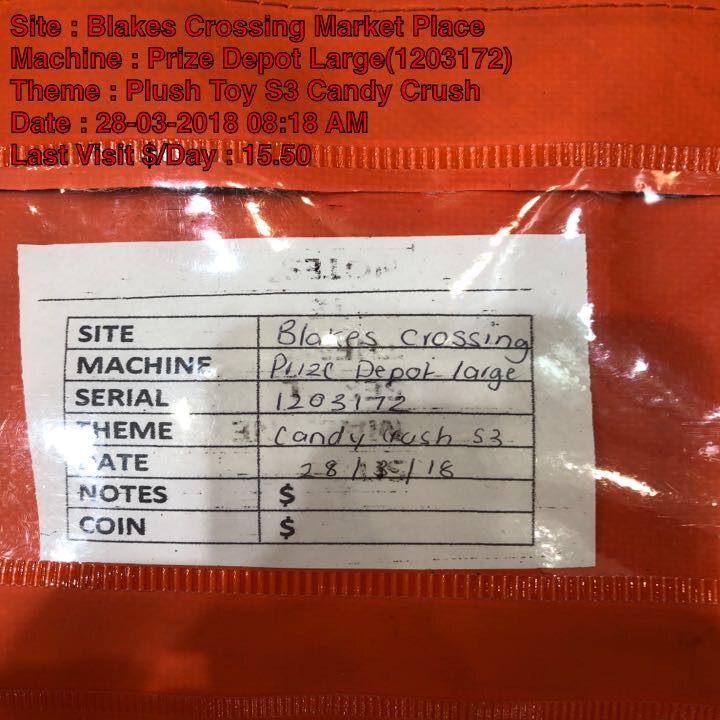 Site : Blakes Crossing Market Place
Machine : Prize Depot Large(1203172)
Theme : Plush Toy S3 Candy Crush
Date : 28-03-2018 08:18 AM
Last Visit $/Day : 15.50
SITE Blakes Crossing
MACHINE Prize Depot large
SERIAL 1203172
THEME Candy Crush S3
DATE 28/3/18
NOTES $
COIN $